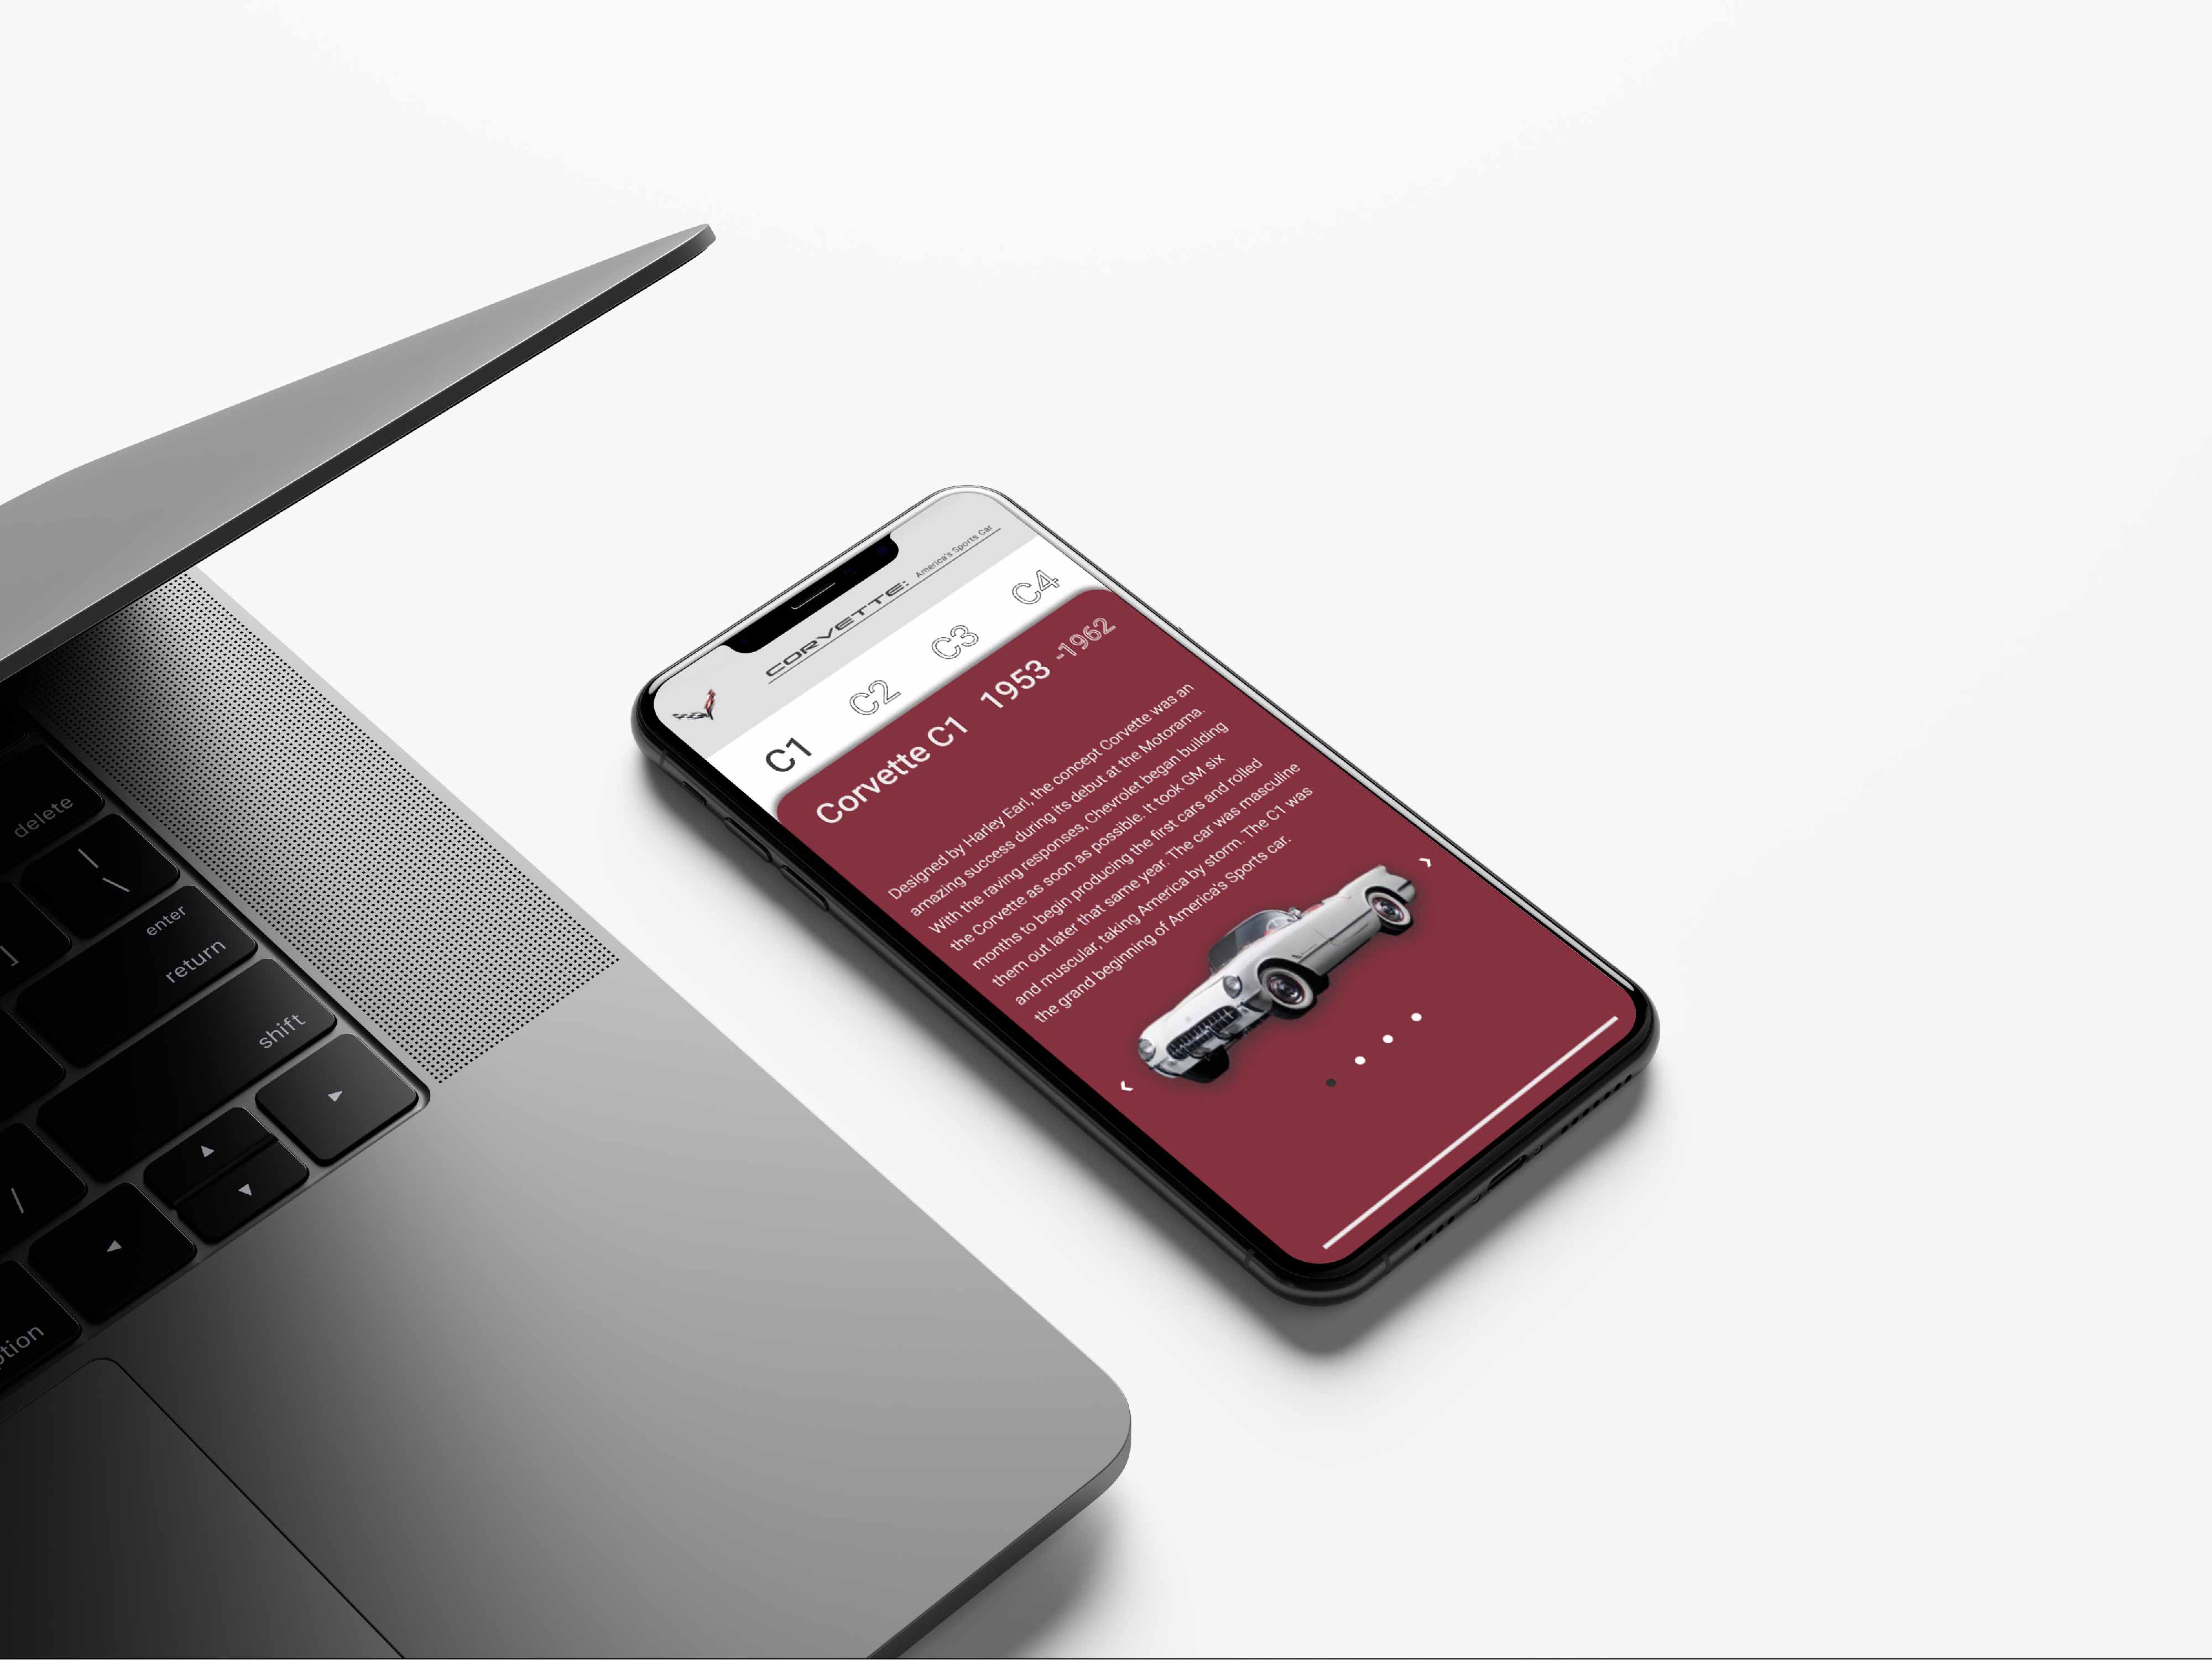 CORVETTE: America's Sports Car
C1 C2 C3 C4
Corvette C1 1953 -1962
Designed by Harley Earl, the concept Corvette was an
amazing success during its debut at the Motorama.
With the raving responses, Chevrolet began building
the Corvette as soon as possible. It took GM six
months to begin producing the first cars and rolled
them out later that same year. The car was masculine
and muscular, taking America by storm. The C1 was
the grand beginning of America's Sports car.
delete
|
\
]
enter
return
shift
/